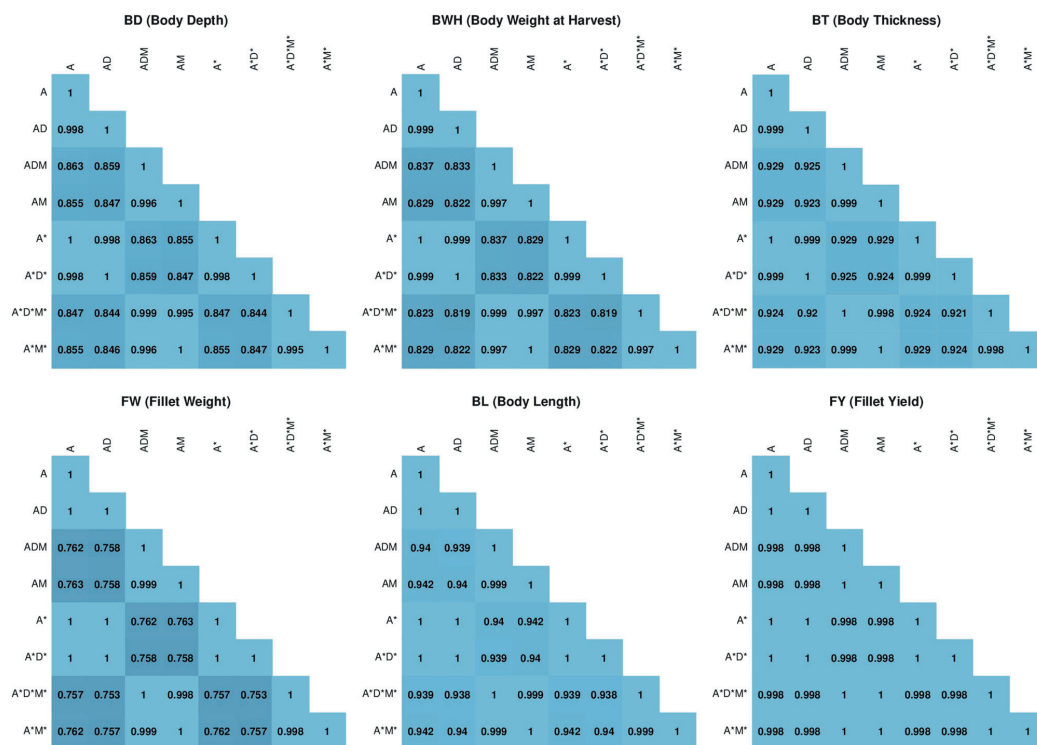 BD (Body Depth)
A AD ADM AM A* A*D* A*D*M* A*M*
A 1
AD 0.998 1
ADM 0.863 0.859 1
AM 0.855 0.847 0.996 1
A* 1 0.998 0.863 0.855 1
A*D* 0.998 1 0.859 0.847 0.998 1
A*D*M* 0.847 0.844 0.999 0.995 0.847 0.844 1
A*M* 0.855 0.846 0.996 1 0.855 0.847 0.995 1
BWH (Body Weight at Harvest)
A AD ADM AM A* A*D* A*D*M* A*M*
A 1
AD 0.999 1
ADM 0.837 0.833 1
AM 0.829 0.822 0.997 1
A* 1 0.999 0.837 0.829 1
A*D* 0.999 1 0.833 0.822 0.999 1
A*D*M* 0.823 0.819 0.999 0.997 0.823 0.819 1
A*M* 0.829 0.822 0.997 1 0.829 0.822 0.997 1
BT (Body Thickness)
A AD ADM AM A* A*D* A*D*M* A*M*
A 1
AD 0.999 1
ADM 0.929 0.925 1
AM 0.929 0.923 0.999 1
A* 1 0.999 0.929 0.929 1
A*D* 0.999 1 0.925 0.924 0.999 1
A*D*M* 0.924 0.92 1 0.998 0.924 0.921 1
A*M* 0.929 0.923 0.999 1 0.929 0.924 0.998 1
FW (Fillet Weight)
A AD ADM AM A* A*D* A*D*M* A*M*
A 1
AD 1 1
ADM 0.762 0.758 1
AM 0.763 0.758 0.999 1
A* 1 1 0.762 0.763 1
A*D* 1 1 0.758 0.758 1 1
A*D*M* 0.757 0.753 1 0.998 0.757 0.753 1
A*M* 0.762 0.757 0.999 1 0.762 0.757 0.998 1
BL (Body Length)
A AD ADM AM A* A*D* A*D*M* A*M*
A 1
AD 1 1
ADM 0.94 0.939 1
AM 0.942 0.94 0.999 1
A* 1 1 0.94 0.942 1
A*D* 1 1 0.939 0.94 1 1
A*D*M* 0.939 0.938 1 0.999 0.939 0.938 1
A*M* 0.942 0.94 0.999 1 0.942 0.94 0.999 1
FY (Fillet Yield)
A AD ADM AM A* A*D* A*D*M* A*M*
A 1
AD 1 1
ADM 0.998 0.998 1
AM 0.998 0.998 1 1
A* 1 1 0.998 0.998 1
A*D* 1 1 0.998 0.998 1 1
A*D*M* 0.998 0.998 1 1 0.998 0.998 1
A*M* 0.998 0.998 1 1 0.998 0.998 1 1